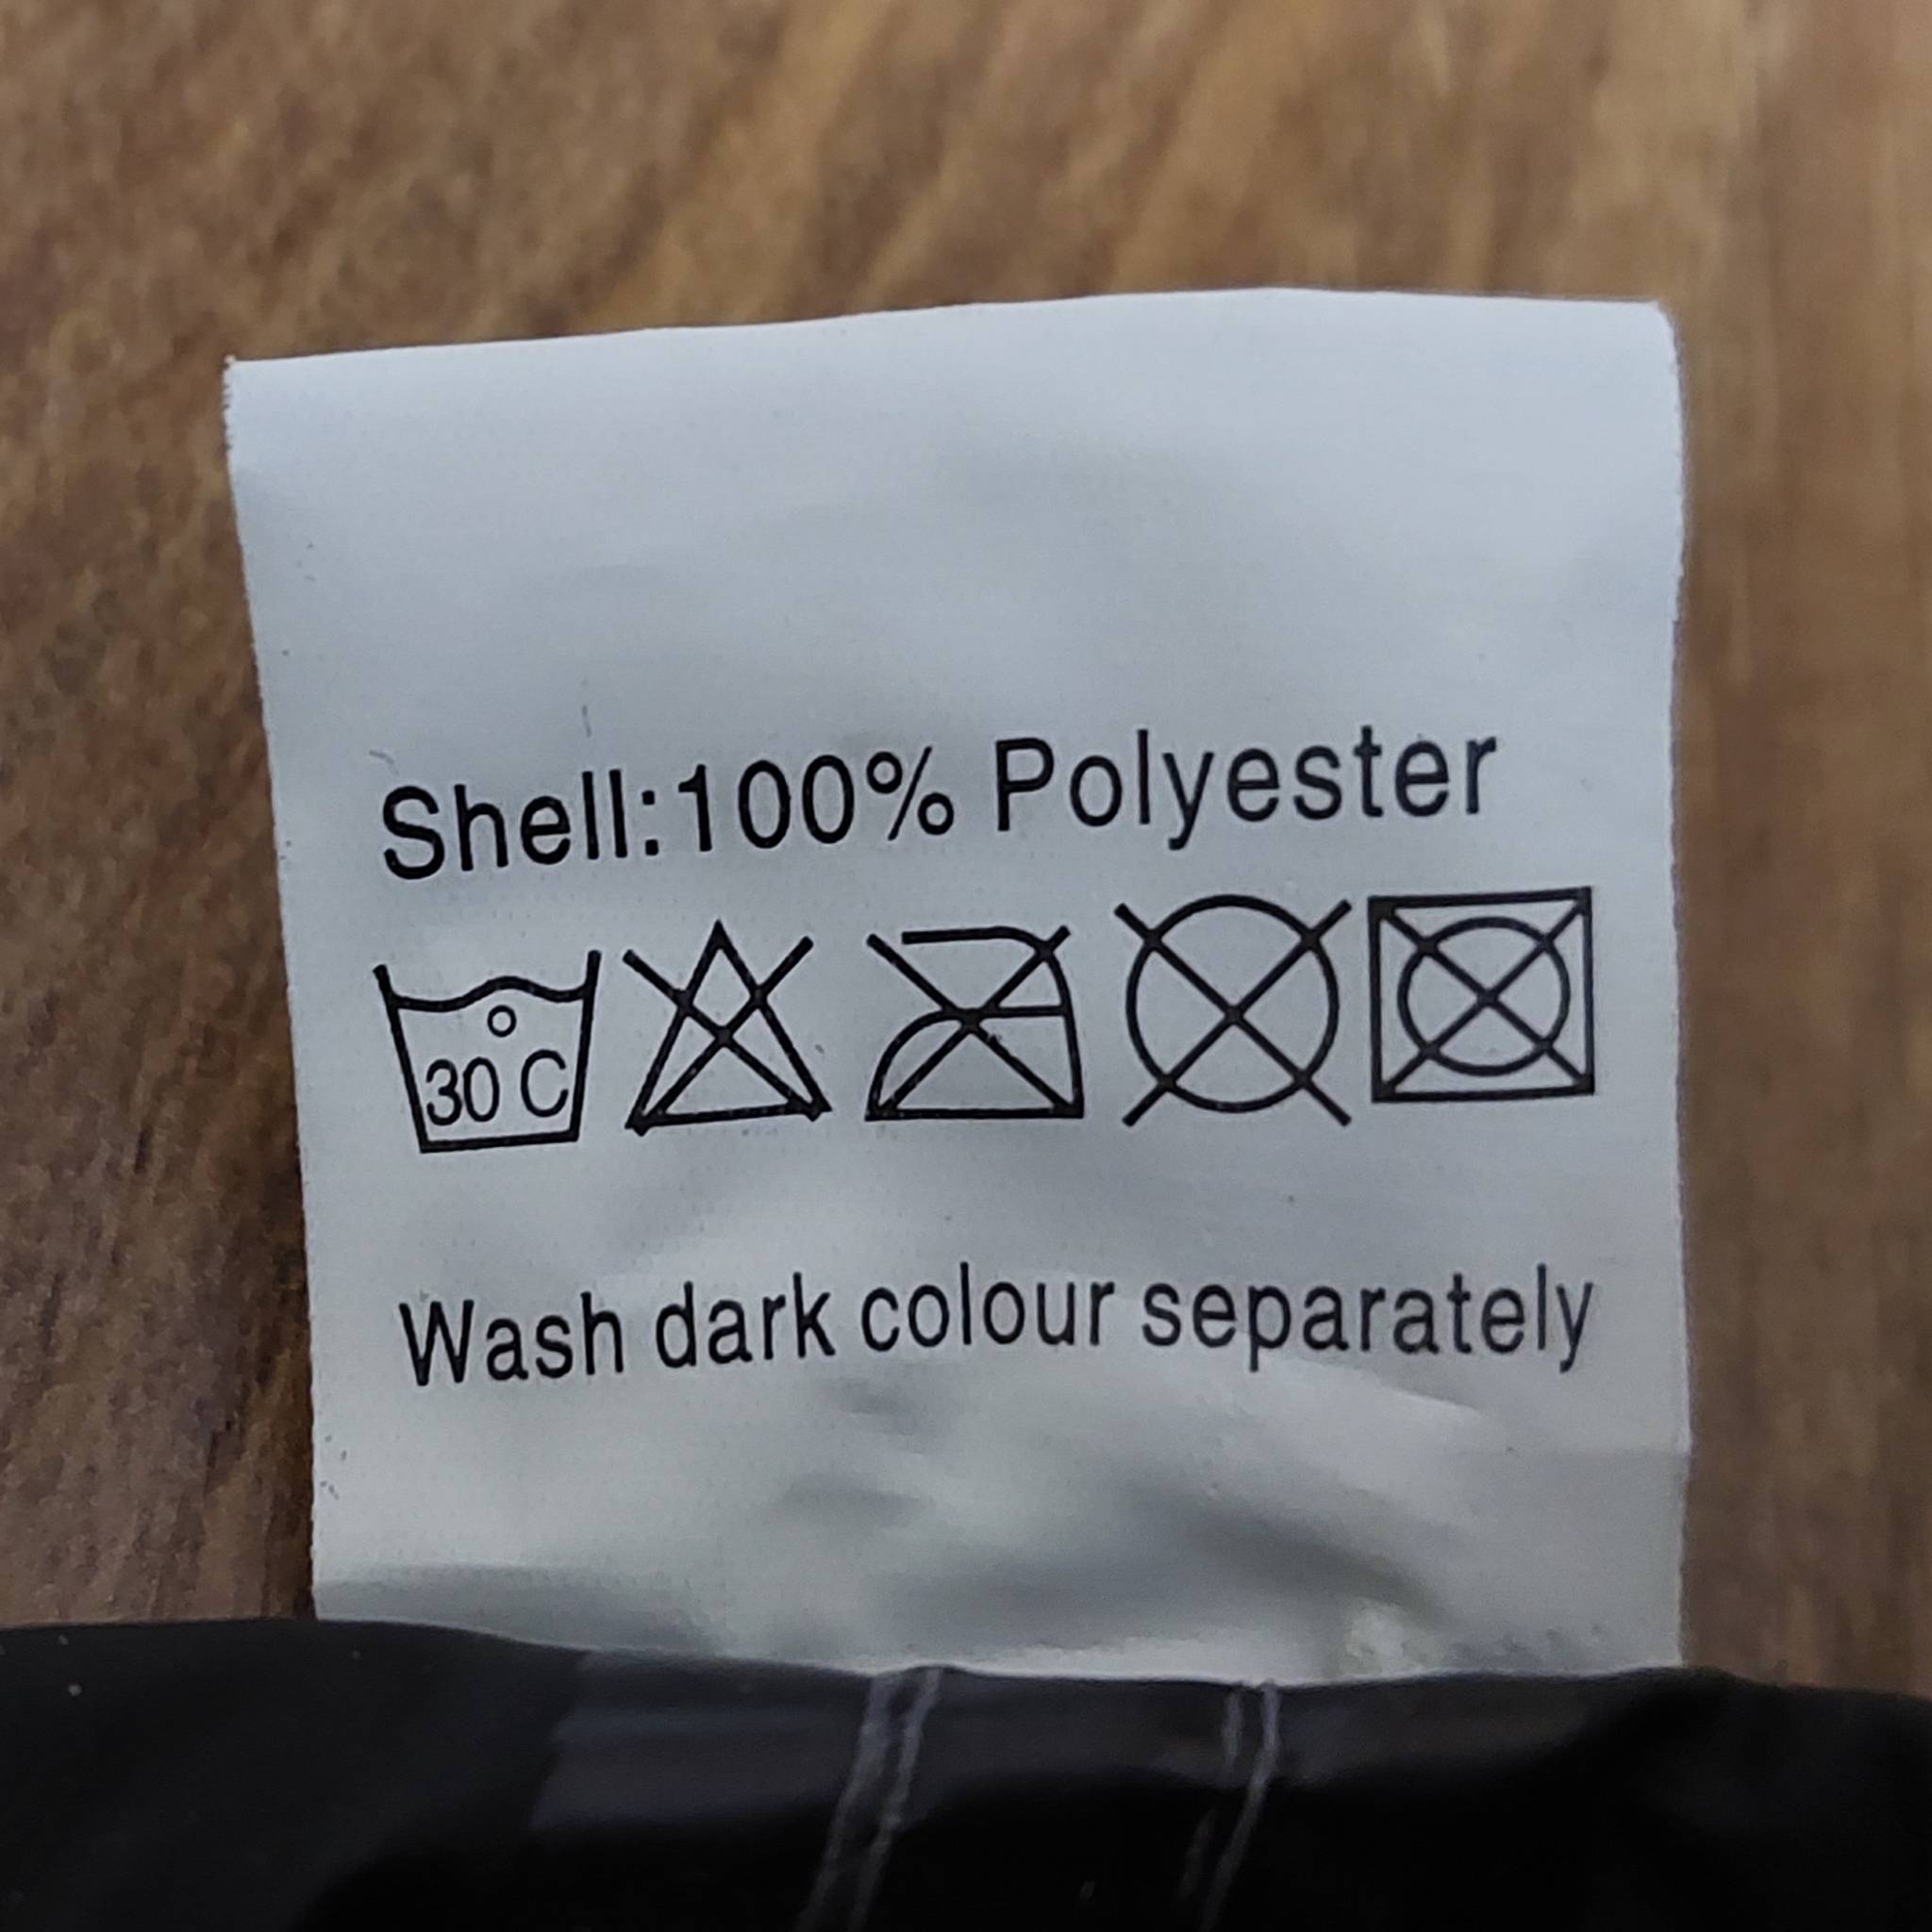 Shell:100% Polyester
30°C
Wash dark colour separately